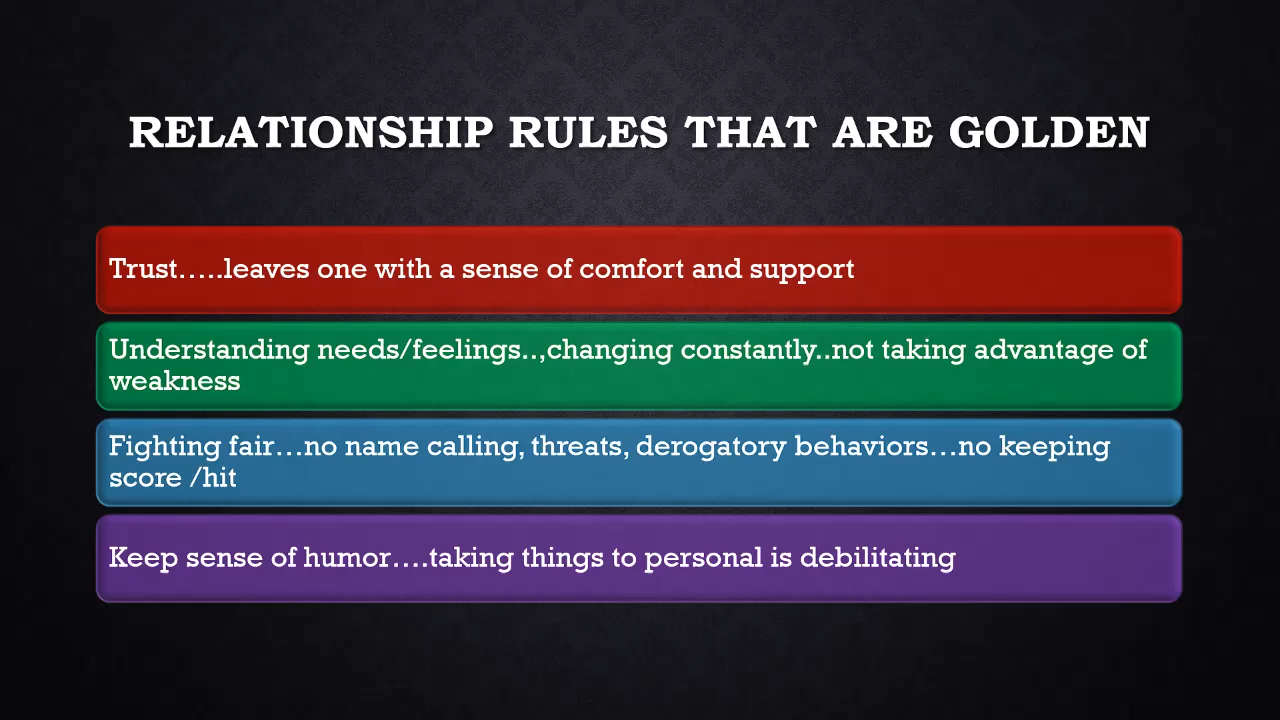 RELATIONSHIP RULES THAT ARE GOLDEN
Trust…..leaves one with a sense of comfort and support
Understanding needs/feelings..,changing constantly..not taking advantage of
weakness
Fighting fair…no name calling, threats, derogatory behaviors…no keeping
score /hit
Keep sense of humor….taking things to personal is debilitating